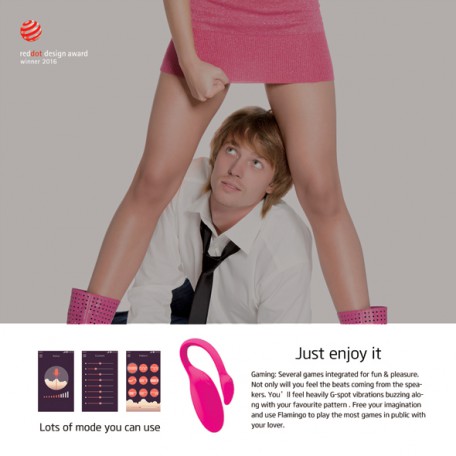 reddot design award
winner 2016
Just enjoy it
Gaming: Several games integrated for fun & pleasure.
Not only will you feel the beats coming from the spea-
kers. You' ll feel heavily G-spot vibrations buzzing alo-
ng with your favourite pattern . Free your imagination
and use Flamingo to play the most games in public with
your lover.
Lots of mode you can use